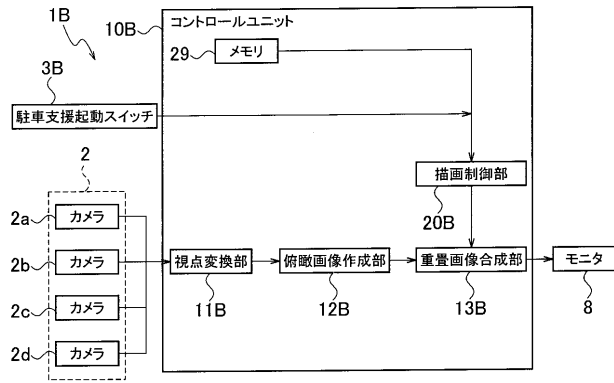 1B
10B
コントロールユニット
29
メモリ
3B
駐車支援起動スイッチ
2
描画制御部
20B
2a
カメラ
2b
カメラ
視点変換部
俯瞰画像作成部
重畳画像合成部
モニタ
11B
12B
13B
8
2c
カメラ
2d
カメラ